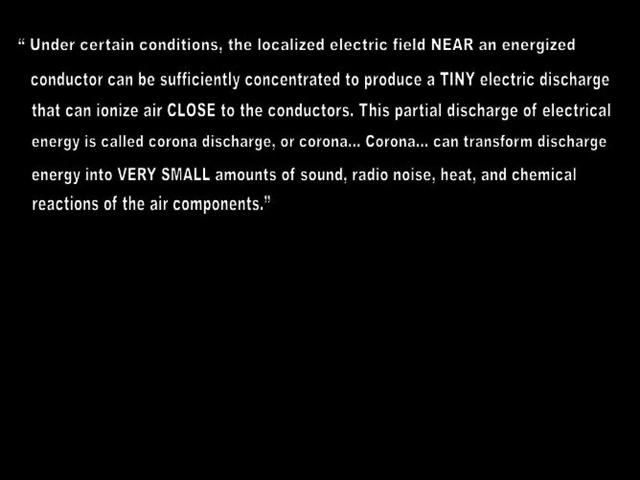 “ Under certain conditions, the localized electric field NEAR an energized
conductor can be sufficiently concentrated to produce a TINY electric discharge
that can ionize air CLOSE to the conductors. This partial discharge of electrical
energy is called corona discharge, or corona... Corona... can transform discharge
energy into VERY SMALL amounts of sound, radio noise, heat, and chemical
reactions of the air components.”